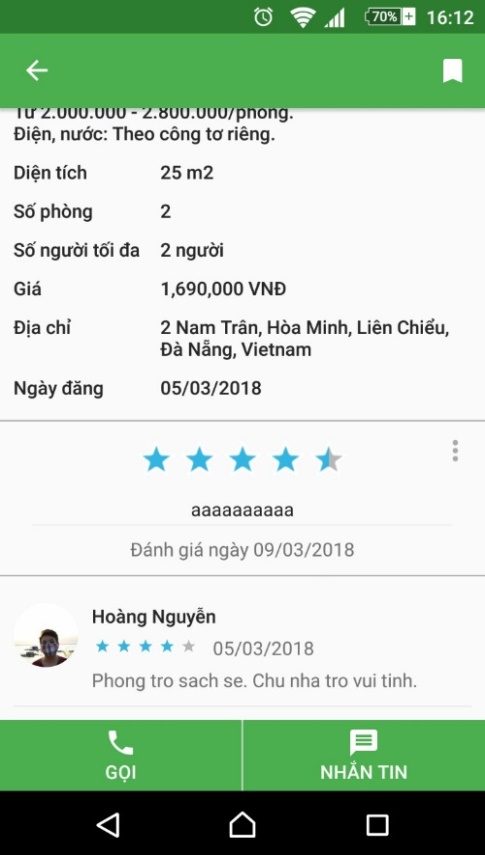 70%
16:12
Từ 2.000.000 - 2.800.000/phòng.
Điện, nước: Theo công tơ riêng.
Diện tích 25 m2
Số phòng 2
Số người tối đa 2 người
Giá 1,690,000 VNĐ
Địa chỉ 2 Nam Trân, Hòa Minh, Liên Chiểu,
Đà Nẵng, Vietnam
Ngày đăng 05/03/2018
aaaaaaaaaa
Đánh giá ngày 09/03/2018
Hoàng Nguyễn
05/03/2018
Phong tro sach se. Chu nha tro vui tinh.
GỌI
NHẮN TIN